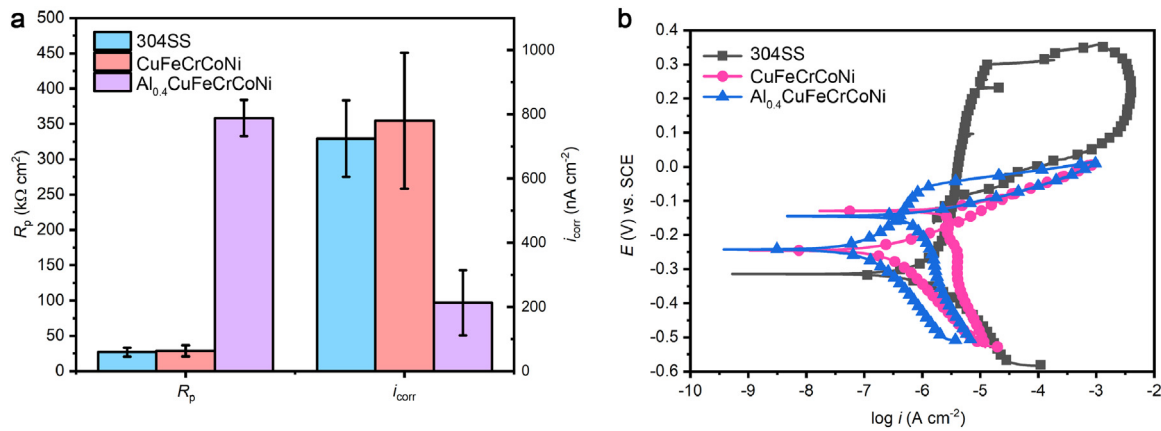 a
500
450
400
350
300
250
200
150
100
50
0
Rp (kΩ cm²)
304SS
CuFeCrCoNi
Al0.4CuFeCrCoNi
1000
800
600
400
200
0
icorr (nA cm-2)
Rp
icorr
b
0.4
0.3
0.2
0.1
0.0
-0.1
-0.2
-0.3
-0.4
-0.5
-0.6
E (V) vs. SCE
304SS
CuFeCrCoNi
Al0.4CuFeCrCoNi
-10 -9 -8 -7 -6 -5 -4 -3 -2 -1
log i (A cm-2)